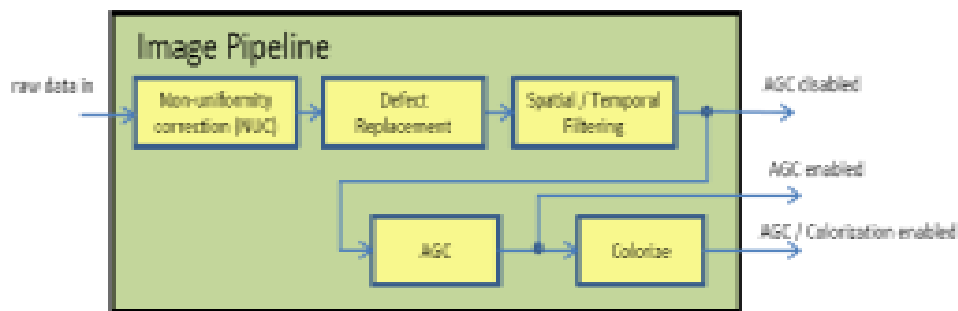 Image Pipeline
raw data in
Non-uniformity
correction (NUC)
Defect
Replacement
Spatial / Temporal
Filtering
AGC disabled
AGC enabled
AGC
Colorize
AGC / Colorization enabled